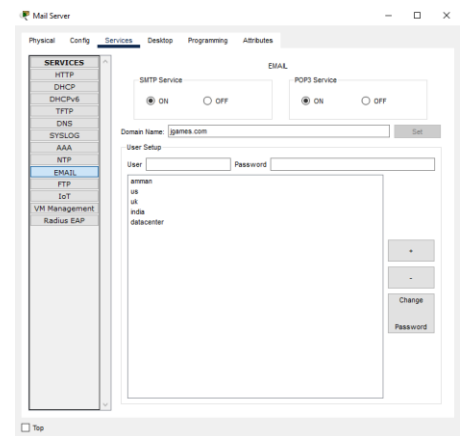 Mail Server
Physical Config Services Desktop Programming Attributes
SERVICES
HTTP
DHCP
DHCPv6
TFTP
DNS
SYSLOG
AAA
NTP
EMAIL
FTP
IoT
VM Management
Radius EAP
EMAIL
SMTP Service
ON OFF
POP3 Service
ON OFF
Domain Name: jgames.com Set
User Setup
User Password
amman
us
uk
india
datacenter
+
-
Change
Password
Top